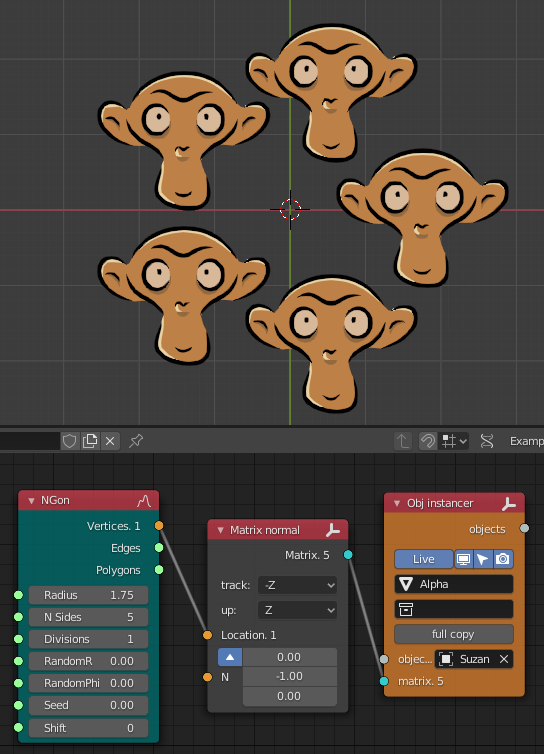 Examp
NGon
Vertices. 1
Edges
Polygons
Radius 1.75
N Sides 5
Divisions 1
RandomR 0.00
RandomPhi 0.00
Seed 0.00
Shift 0
Matrix normal
Matrix. 5
track: -Z
up: Z
Location. 1
0.00
N -1.00
0.00
Obj instancer
objects
Live
Alpha
full copy
objec... Suzan
matrix. 5